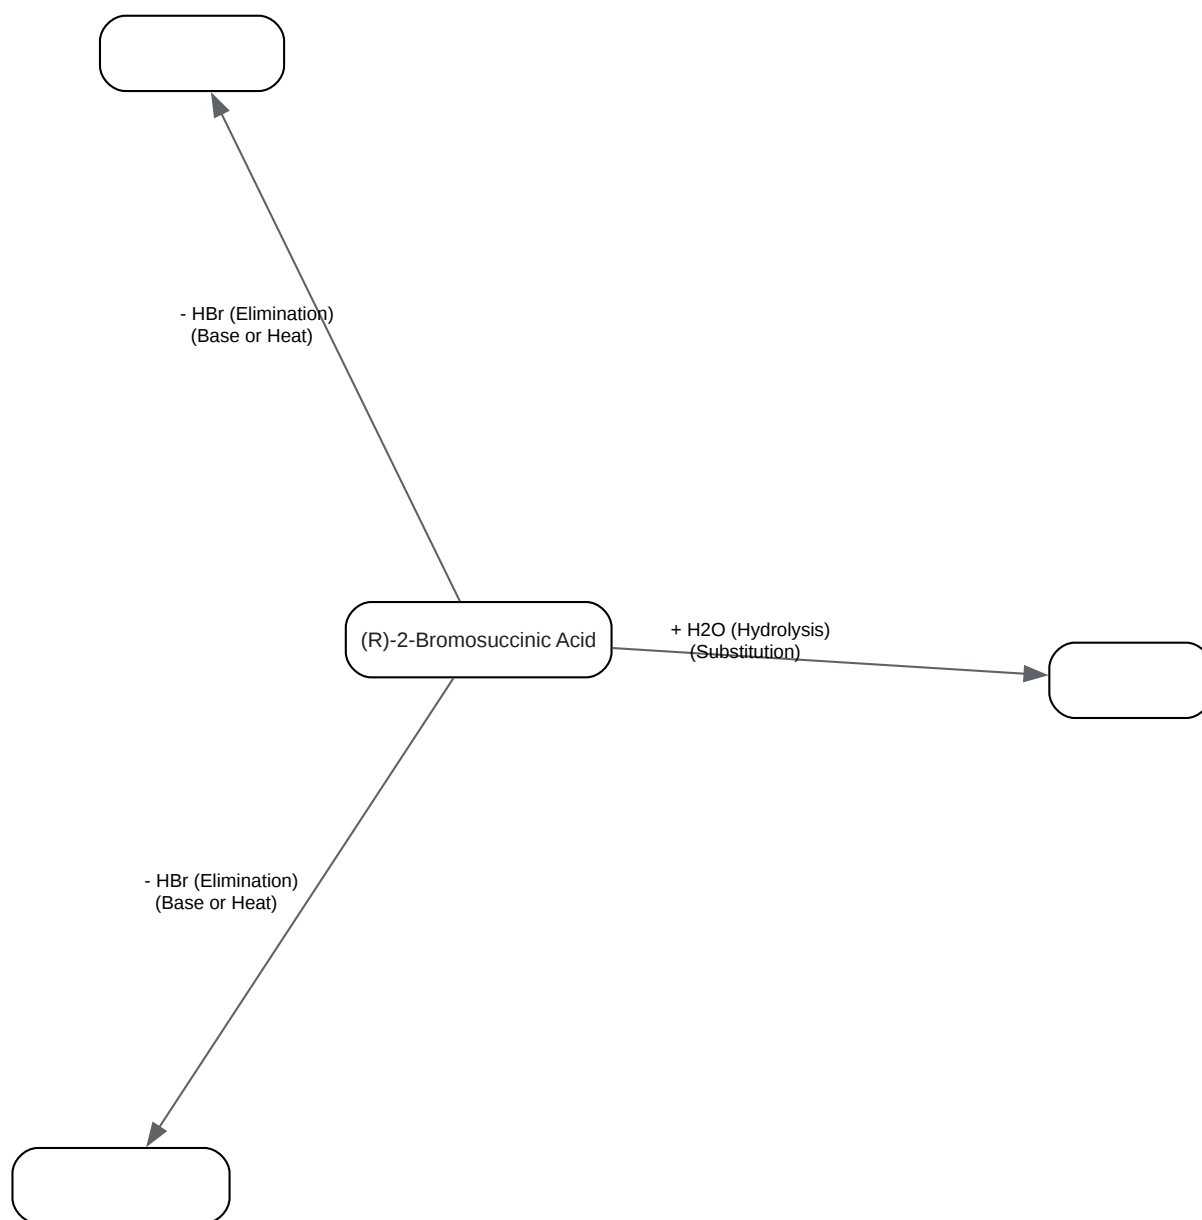 - HBr (Elimination)
(Base or Heat)
(R)-2-Bromosuccinic Acid
+ H2O (Hydrolysis)
(Substitution)
- HBr (Elimination)
(Base or Heat)